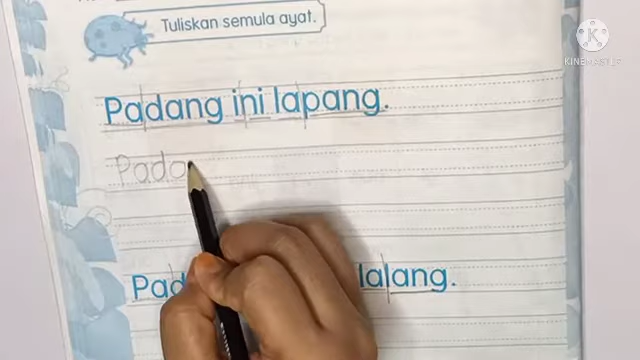 Tuliskan semula ayat.
KINEMASTER
Padang ini lapang.
Pada
lalang.